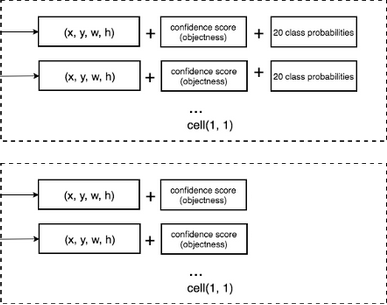 (x, y, w, h) + confidence score (objectness) + 20 class probabilities
(x, y, w, h) + confidence score (objectness) + 20 class probabilities
...
cell(1, 1)
(x, y, w, h) + confidence score (objectness)
(x, y, w, h) + confidence score (objectness)
...
cell(1, 1)